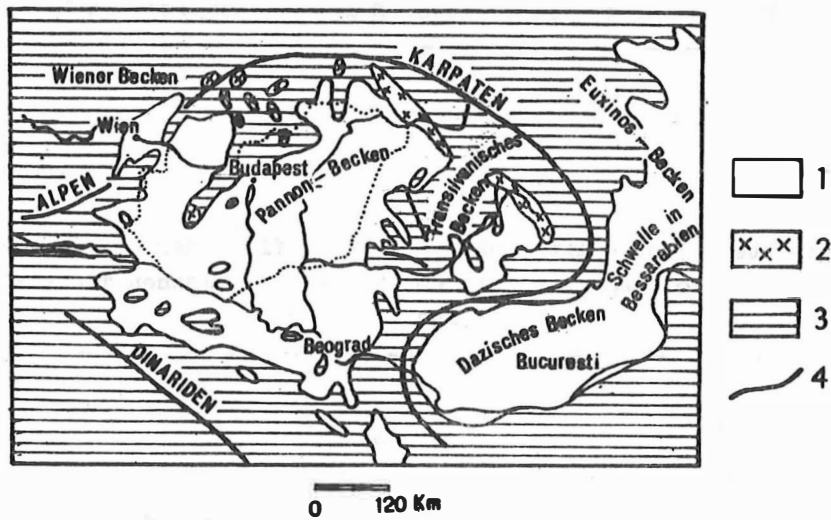 KARPATEN
Wiener Becken
Euxinos – Becken
Wien
Budapest
Pannon – Becken
Transilvanisches
Becken
ALPEN
Schwelle in
Bessarabien
Dazisches Becken
Bucuresti
Beograd
DINARIDEN
1
2
3
4
0 120 Km